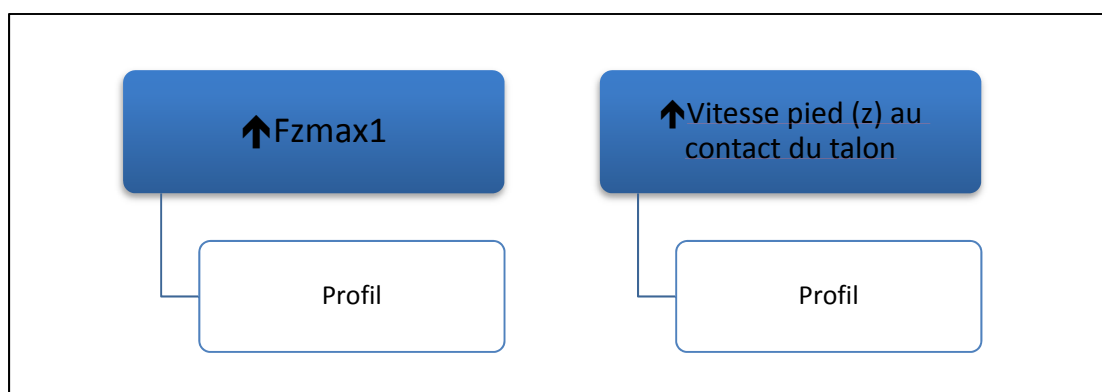 🡹Fzmax1
🡹Vitesse pied (z) au
contact du talon
Profil
Profil